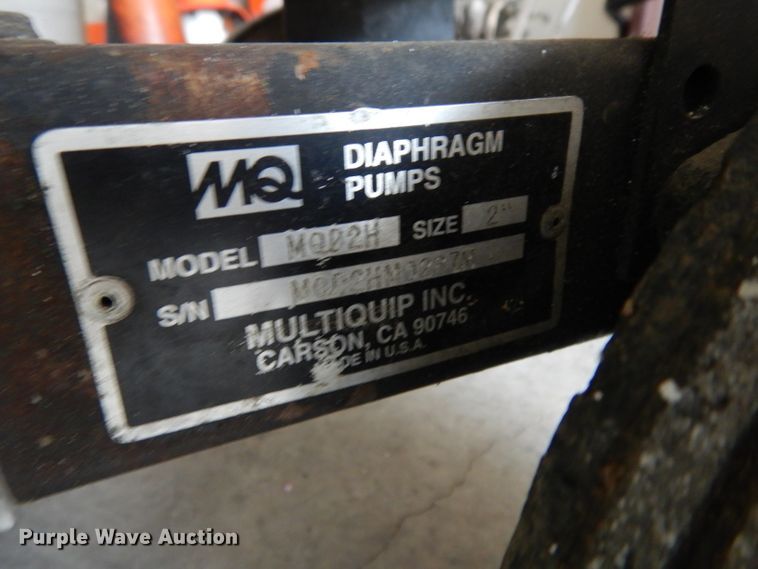 MQ DIAPHRAGM
PUMPS
MODEL MQD2H SIZE 2"
S/N
MULTIQUIP INC.
CARSON, CA 90746
MADE IN U.S.A.
Purple Wave Auction